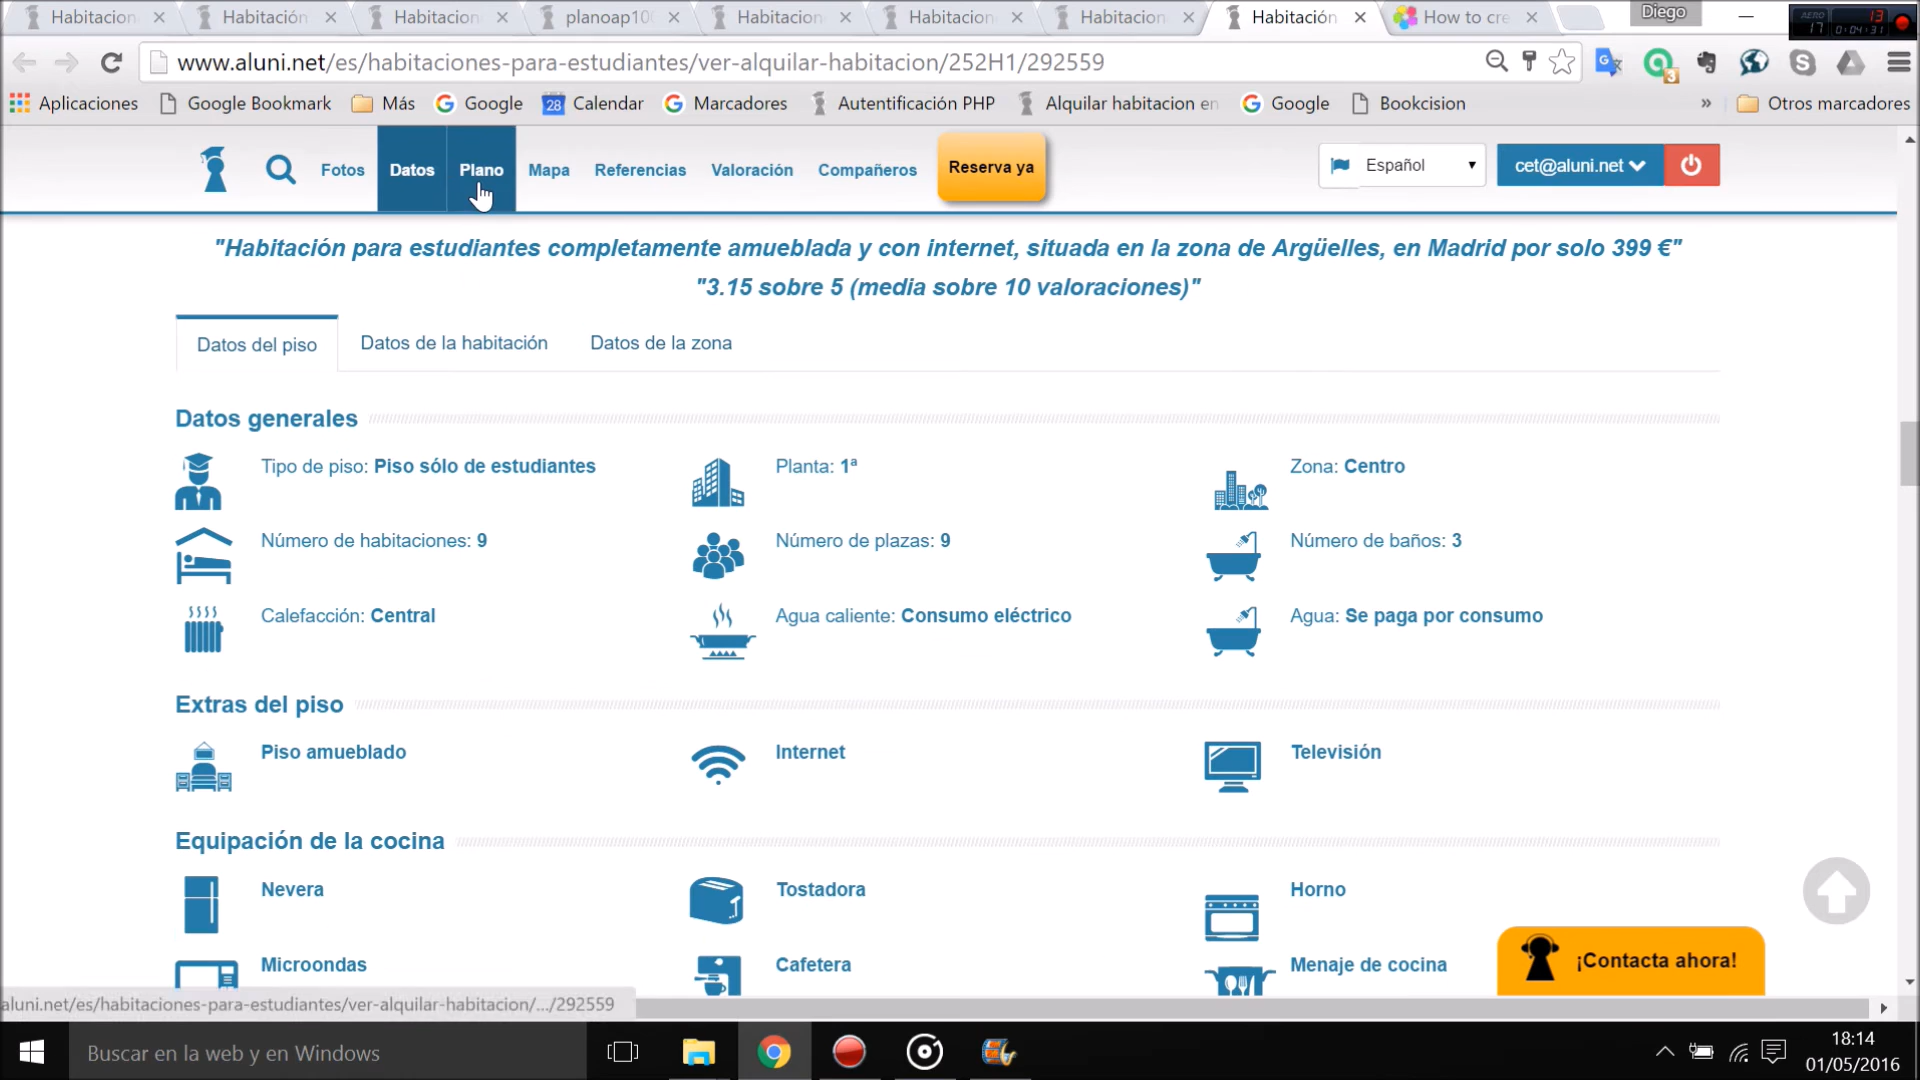 Habitacion
Habitación
Habitacion
planoap10
Habitacion
Habitacion
Habitacion
Habitación
How to cre
Diego
13
17
0:04:31
www.aluni.net/es/habitaciones-para-estudiantes/ver-alquilar-habitacion/252H1/292559
3
Aplicaciones
Google Bookmark
Más
Google
28 Calendar
Marcadores
Autentificación PHP
Alquilar habitacion en
Google
Bookcision
»
Otros marcadores
Fotos
Datos
Plano
Mapa
Referencias
Valoración
Compañeros
Reserva ya
Español
cet@aluni.net
"Habitación para estudiantes completamente amueblada y con internet, situada en la zona de Argüelles, en Madrid por solo 399 €"
"3.15 sobre 5 (media sobre 10 valoraciones)"
Datos del piso
Datos de la habitación
Datos de la zona
Datos generales
Tipo de piso: Piso sólo de estudiantes
Planta: 1ª
Zona: Centro
Número de habitaciones: 9
Número de plazas: 9
Número de baños: 3
Calefacción: Central
Agua caliente: Consumo eléctrico
Agua: Se paga por consumo
Extras del piso
Piso amueblado
Internet
Televisión
Equipación de la cocina
Nevera
Tostadora
Horno
Microondas
Cafetera
Menaje de cocina
¡Contacta ahora!
aluni.net/es/habitaciones-para-estudiantes/ver-alquilar-habitacion/.../292559
Buscar en la web y en Windows
18:14
01/05/2016